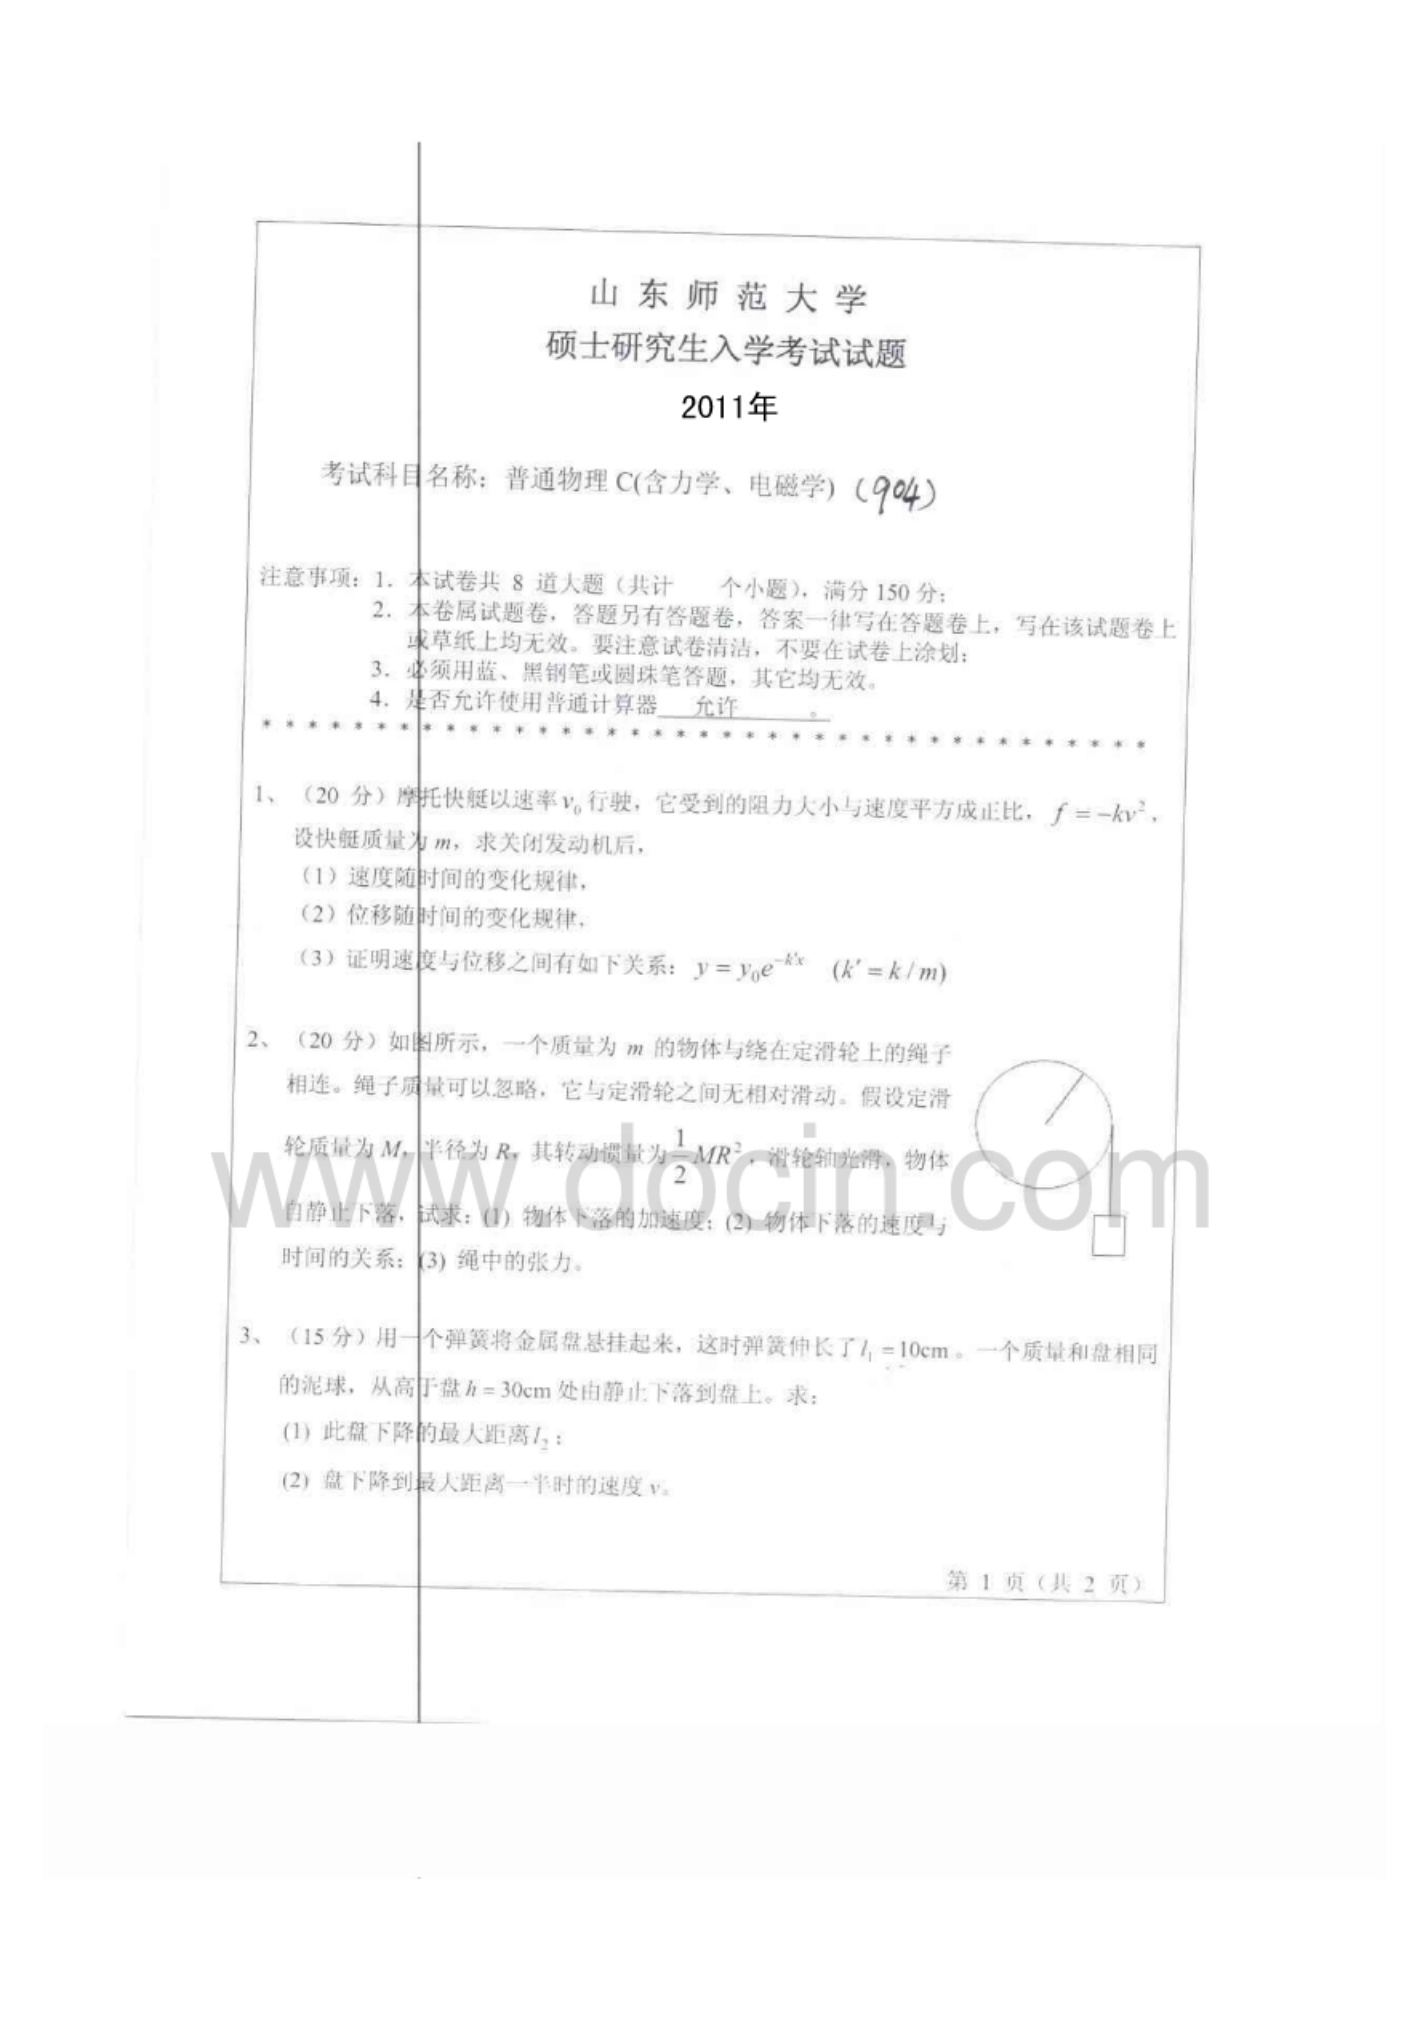 山东师范大学
硕士研究生入学考试试题
2011年
考试科目名称：普通物理 C(含力学、电磁学) (904)
注意事项：1．本试卷共 8 道大题（共计 个小题），满分 150 分；
2．本卷属试题卷，答题另有答题卷，答案一律写在答题卷上，写在该试题卷上
或草纸上均无效。要注意试卷清洁，不要在试卷上涂划；
3．必须用蓝、黑钢笔或圆珠笔答题，其它均无效。
4．是否允许使用普通计算器 允许 。
* * * * * * * * * * * * * * * * * * * * * * * * * * * * * * * * * * * * * * *
1、（20 分）摩托快艇以速率 v₀ 行驶，它受到的阻力大小与速度平方成正比，f = -kv²，
设快艇质量为 m，求关闭发动机后，
（1）速度随时间的变化规律，
（2）位移随时间的变化规律，
（3）证明速度与位移之间有如下关系：y = y₀e^{-k'x} (k' = k / m)
2、（20 分）如图所示，一个质量为 m 的物体与绕在定滑轮上的绳子
相连。绳子质量可以忽略，它与定滑轮之间无相对滑动。假设定滑
轮质量为 M，半径为 R，其转动惯量为 1/2 MR²，滑轮轴光滑，物体
自静止下落，试求：(1) 物体下落的加速度；(2) 物体下落的速度与
时间的关系；(3) 绳中的张力。
3、（15 分）用一个弹簧将金属盘悬挂起来，这时弹簧伸长了 l₁ = 10cm。一个质量和盘相同
的泥球，从高于盘 h = 30cm 处由静止下落到盘上。求：
(1) 此盘下降的最大距离 l₂；
(2) 盘下降到最大距离一半时的速度 v。
第 1 页（共 2 页）
www.docin.com